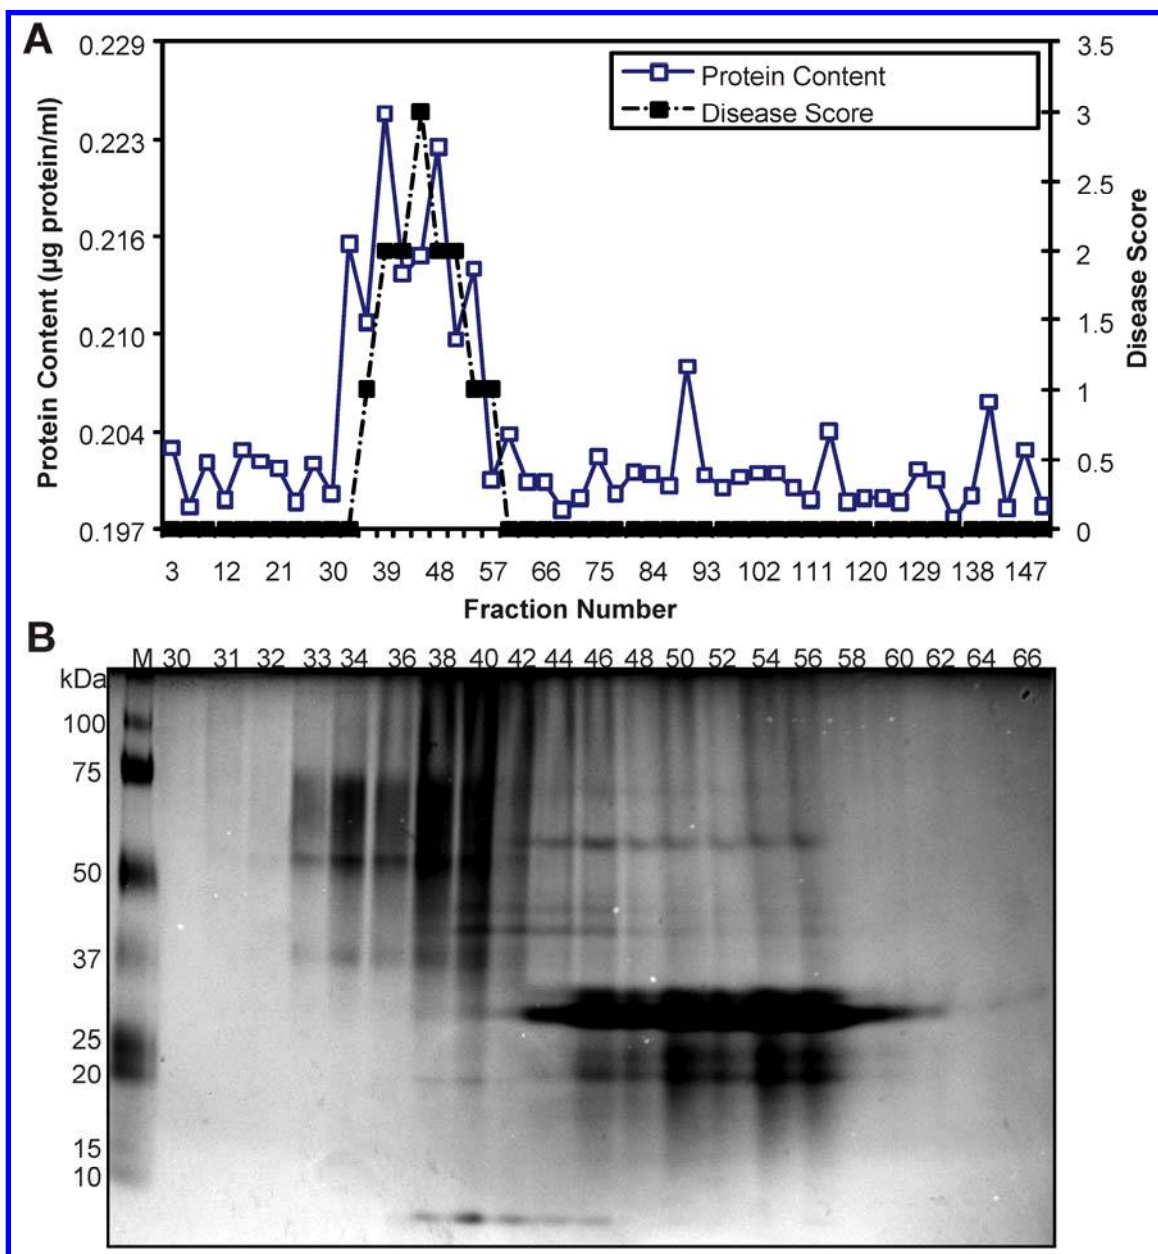 A
Protein Content (µg protein/ml)
0.229
0.223
0.216
0.210
0.204
0.197
Protein Content
Disease Score
3.5
3
2.5
2
1.5
1
0.5
0
Disease Score
3 12 21 30 39 48 57 66 75 84 93 102 111 120 129 138 147
Fraction Number
B
M 30 31 32 33 34 36 38 40 42 44 46 48 50 52 54 56 58 60 62 64 66
kDa
100
75
50
37
25
20
15
10